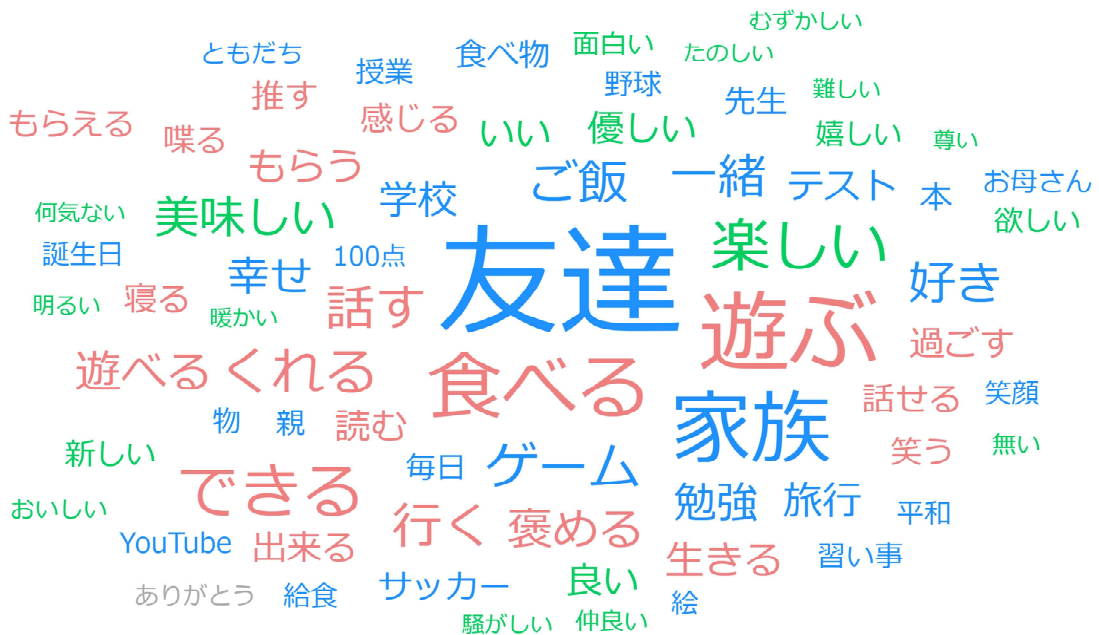 むずかしい
ともだち 食べ物 面白い たのしい
授業 野球 先生 難しい
もらえる 推す 感じる いい 優しい 嬉しい 尊い
喋る もらう 学校 ご飯 一緒 テスト 本 お母さん
何気ない 美味しい 友達 楽しい 欲しい
誕生日 幸せ 100点 好き
明るい 寝る 暖かい 話す 遊ぶ 過ごす
遊べる くれる 食べる 家族 話せる 笑顔
物 親 読む 笑う 無い
新しい できる 毎日 ゲーム 勉強 旅行 平和
おいしい 行く 褒める
YouTube 出来る 生きる 習い事
ありがとう 給食 サッカー 良い 絵
騒がしい 仲良い